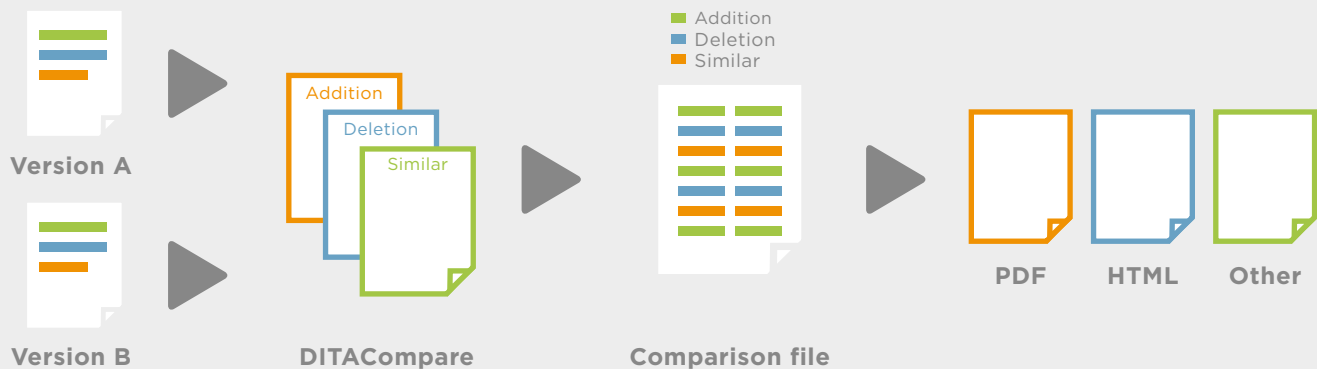 Version A
Version B
Addition
Deletion
Similar
DITACompare
Addition
Deletion
Similar
Comparison file
PDF
HTML
Other